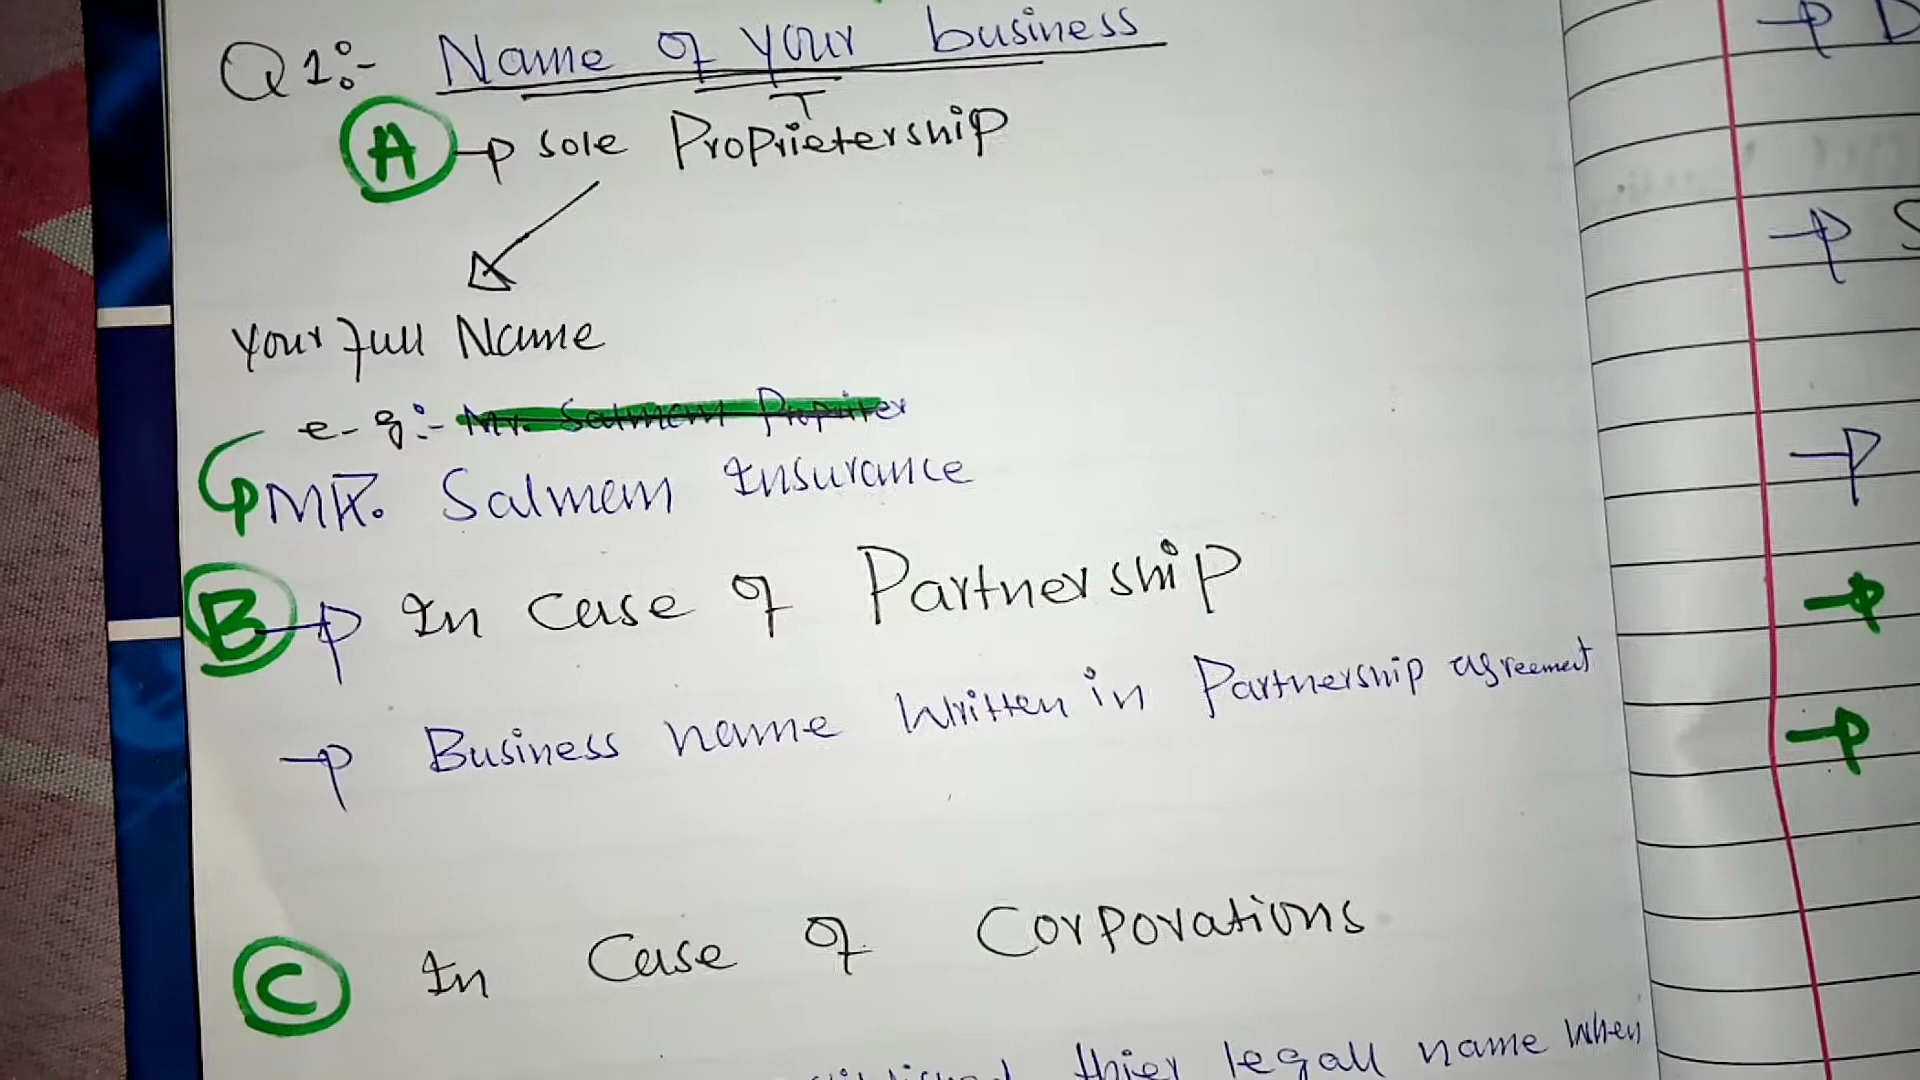 Q1:- Name of your business
A → sole Proprietership
Your full Name
e-g:- Mr. Salmem Propriter
MR. Salmem Insurance
B → In case of Partnership
→ Business name Written in Partnership agreement
C In Case of Corporations
thier legall name When
→ D
→ S